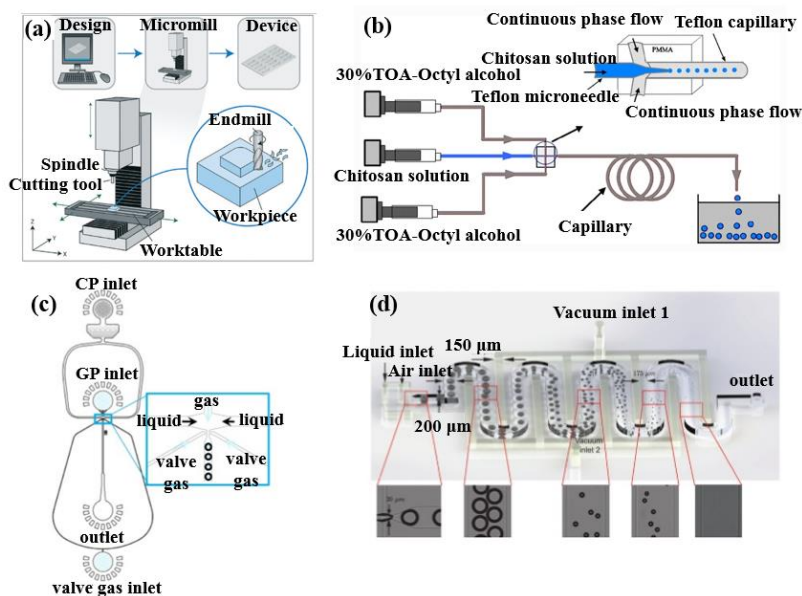 (a)
Design
Micromill
Device
Endmill
Spindle
Cutting tool
Workpiece
Worktable
Z
Y
X
(b)
Continuous phase flow
Teflon capillary
PMMA
Chitosan solution
30%TOA-Octyl alcohol
Teflon microneedle
Continuous phase flow
Chitosan solution
Capillary
30%TOA-Octyl alcohol
(c)
CP inlet
GP inlet
gas
liquid
liquid
valve
gas
valve
gas
outlet
valve gas inlet
(d)
Vacuum inlet 1
150 μm
Liquid inlet
Air inlet
outlet
200 μm
Vacuum
inlet 2